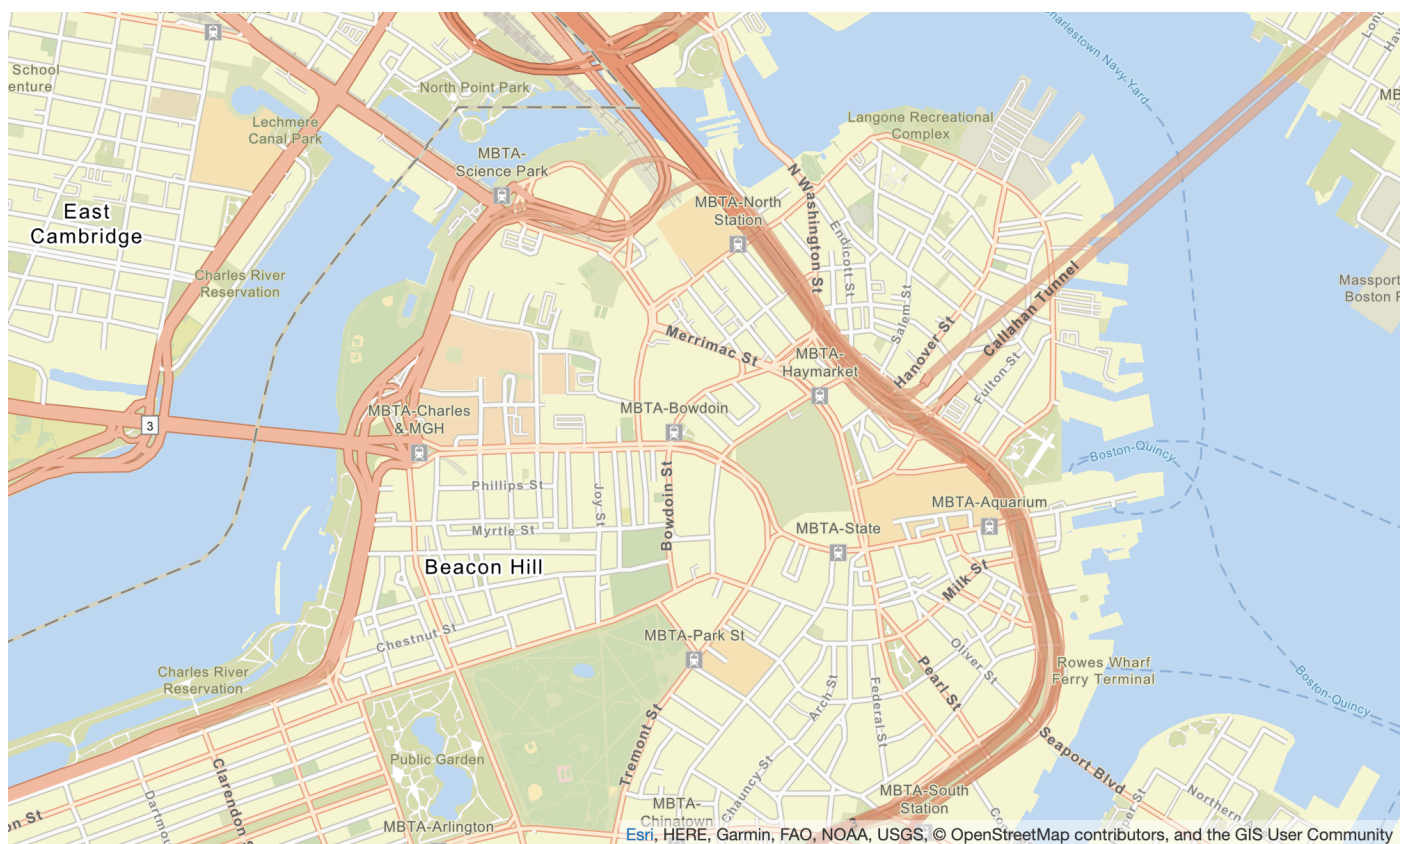 Charlestown Navy Yard
School
North Point Park
Lechmere
Canal Park
MBTA-
Science Park
Langone Recreational
Complex
East
Cambridge
MBTA-North
Station
N Washington St
Endicott St
Salem St
Charles River
Reservation
Callahan Tunnel
Massport
Hanover St
Fulton St
Merrimac St
MBTA-
Haymarket
MBTA-Charles
& MGH
3
MBTA-Bowdoin
Boston-Quincy
Phillips St
Joy St
Bowdoin St
MBTA-Aquarium
Myrtle St
MBTA-State
Beacon Hill
Milk St
Chestnut St
MBTA-Park St
Oliver St
Pearl St
Rowes Wharf
Ferry Terminal
Charles River
Reservation
Arch St
Federal St
Boston-Quincy
Tremont St
Public Garden
Clarendon
Seaport Blvd
Chauncy St
MBTA-South
Station
Northern
MBTA-
Chinatown
MBTA-Arlington
Esri, HERE, Garmin, FAO, NOAA, USGS, © OpenStreetMap contributors, and the GIS User Community